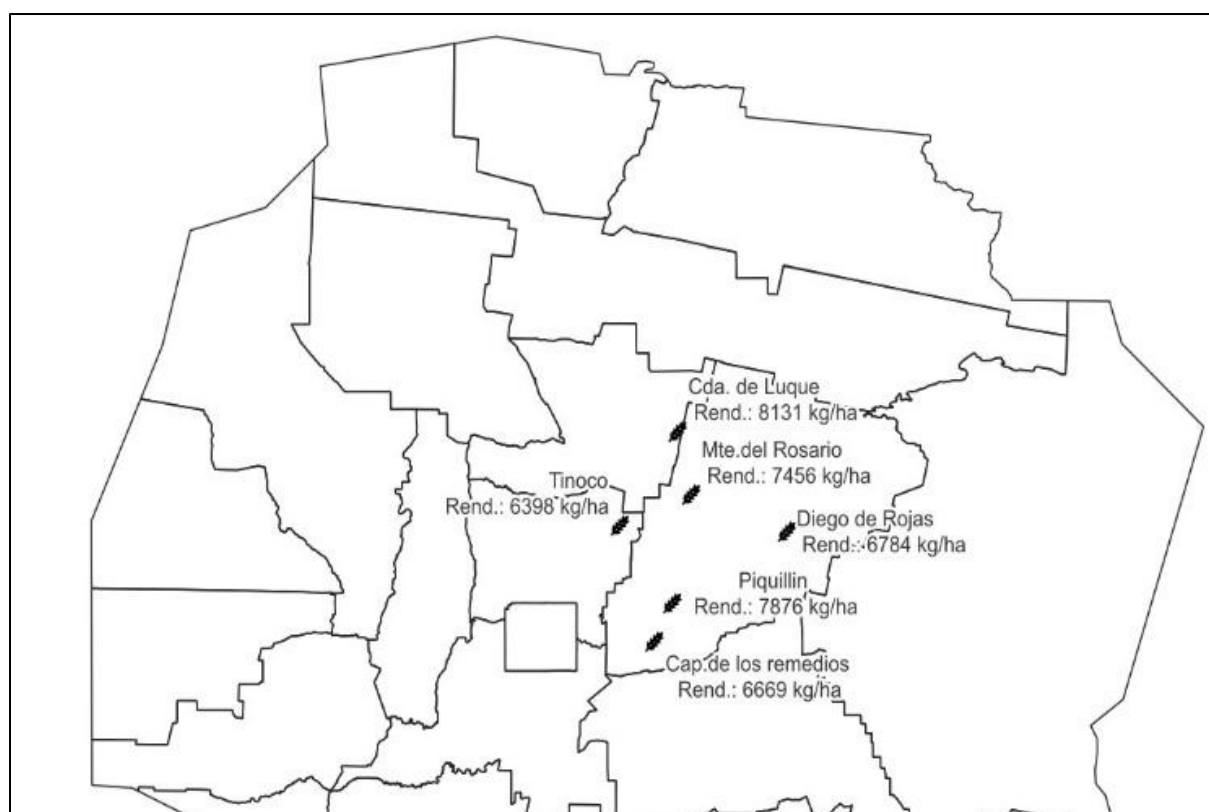 Cda. de Luque
Rend.: 8131 kg/ha
Mte.del Rosario
Rend.: 7456 kg/ha
Tinoco
Rend.: 6398 kg/ha
Diego de Rojas
Rend.: 6784 kg/ha
Piquillin
Rend.: 7876 kg/ha
Cap.de los remedios
Rend.: 6669 kg/ha